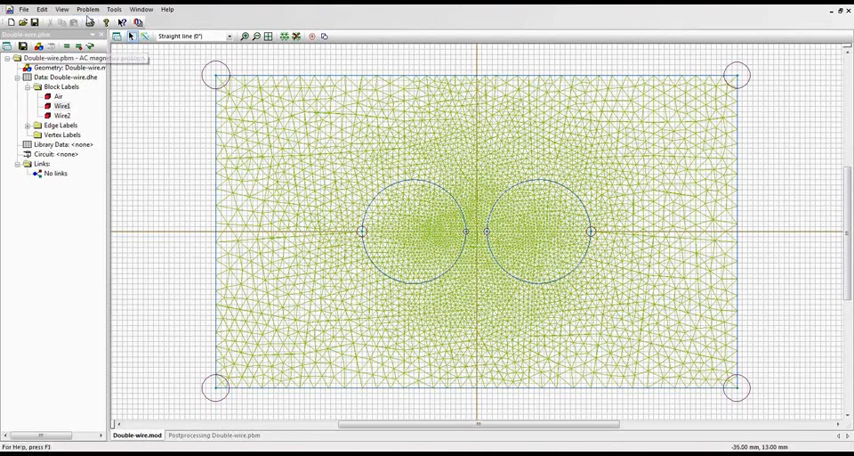 File Edit View Problem Tools Window Help
Double-wire.pbm
Straight line (0°)
Double-wire.pbm - AC mag
Geometry: Double-wire.m
Data: Double-wire.dhe
Block Labels
Air
Wire1
Wire2
Edge Labels
Vertex Labels
Library Data: <none>
Circuit: <none>
Links:
No links
Double-wire.mod Postprocessing Double-wire.pbm
For Help, press F1
-35.00 mm, 13.00 mm